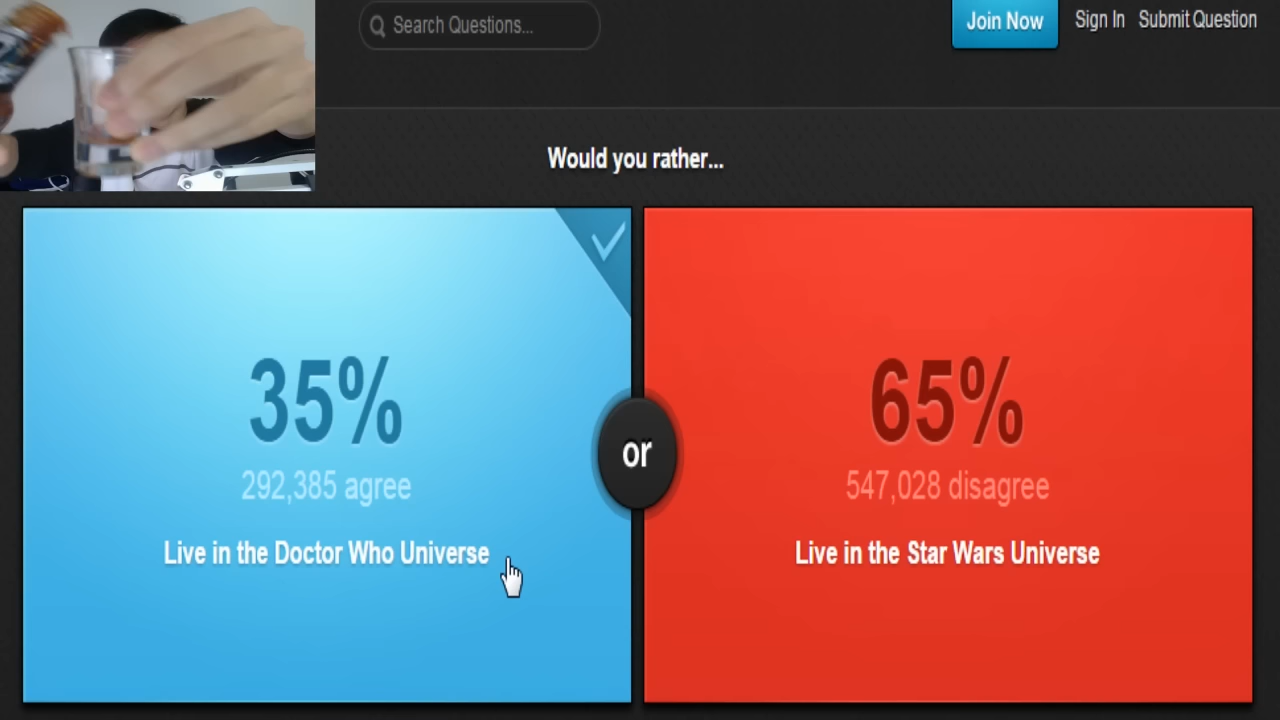 Search Questions...
Join Now
Sign In
Submit Question
Would you rather...
35%
292,385 agree
Live in the Doctor Who Universe
or
65%
547,028 disagree
Live in the Star Wars Universe